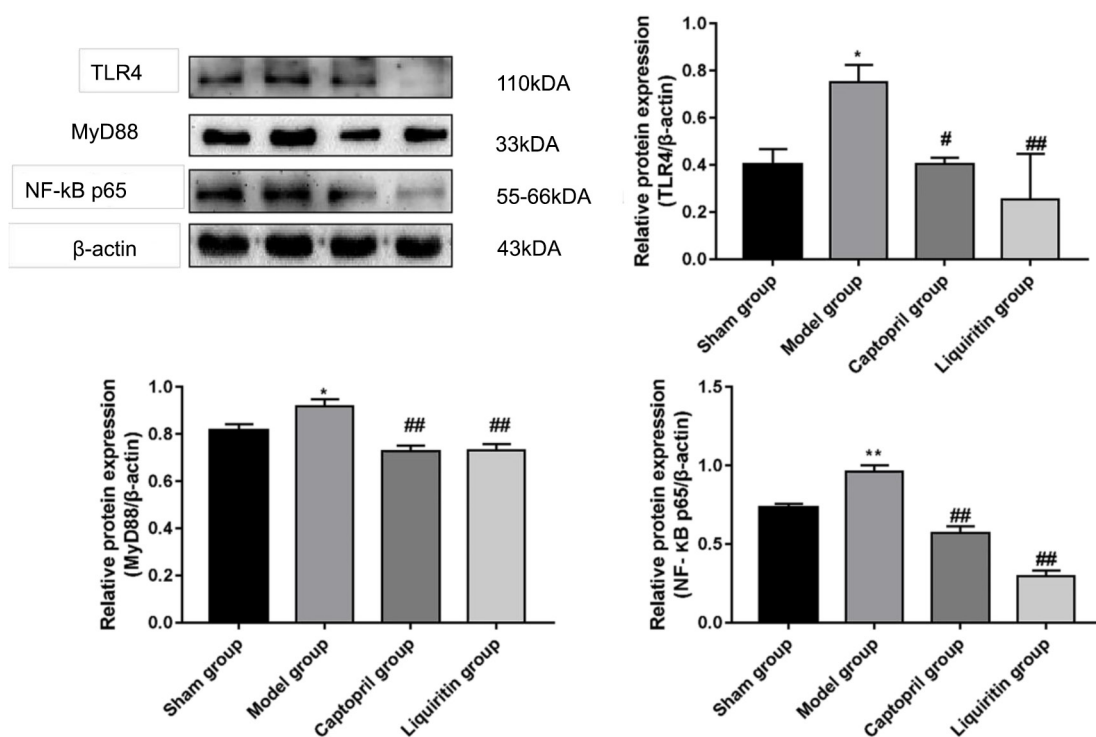 TLR4
110kDA
MyD88
33kDA
NF-kB p65
55-66kDA
β-actin
43kDA
Relative protein expression
(TLR4/β-actin)
1.0
0.8
0.6
0.4
0.2
0.0
*
#
##
Sham group
Model group
Captopril group
Liquiritin group
Relative protein expression
(MyD88/β-actin)
1.0
0.8
0.6
0.4
0.2
0.0
*
##
##
Sham group
Model group
Captopril group
Liquiritin group
Relative protein expression
(NF- κB p65/β-actin)
1.5
1.0
0.5
0.0
**
##
##
Sham group
Model group
Captopril group
Liquiritin group